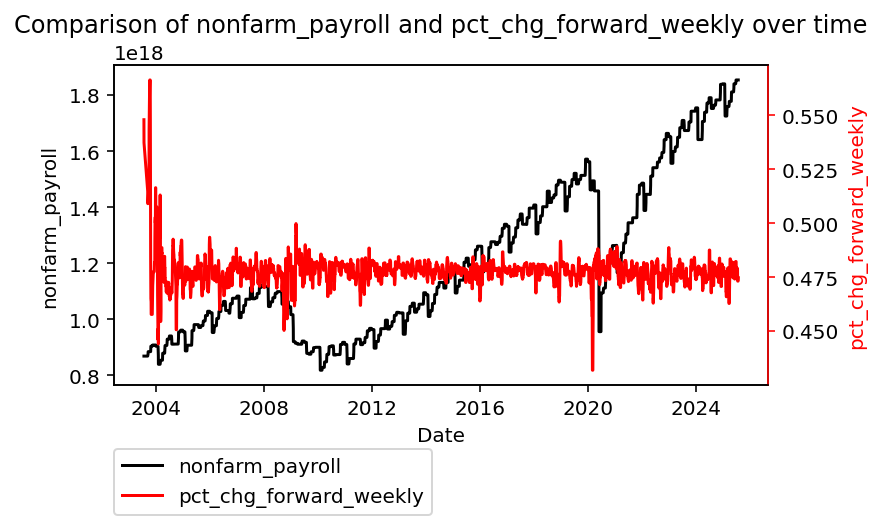 Comparison of nonfarm_payroll and pct_chg_forward_weekly over time
1e18
1.8
1.6
1.4
1.2
1.0
0.8
nonfarm_payroll
0.550
0.525
0.500
0.475
0.450
pct_chg_forward_weekly
2004 2008 2012 2016 2020 2024
Date
nonfarm_payroll
pct_chg_forward_weekly